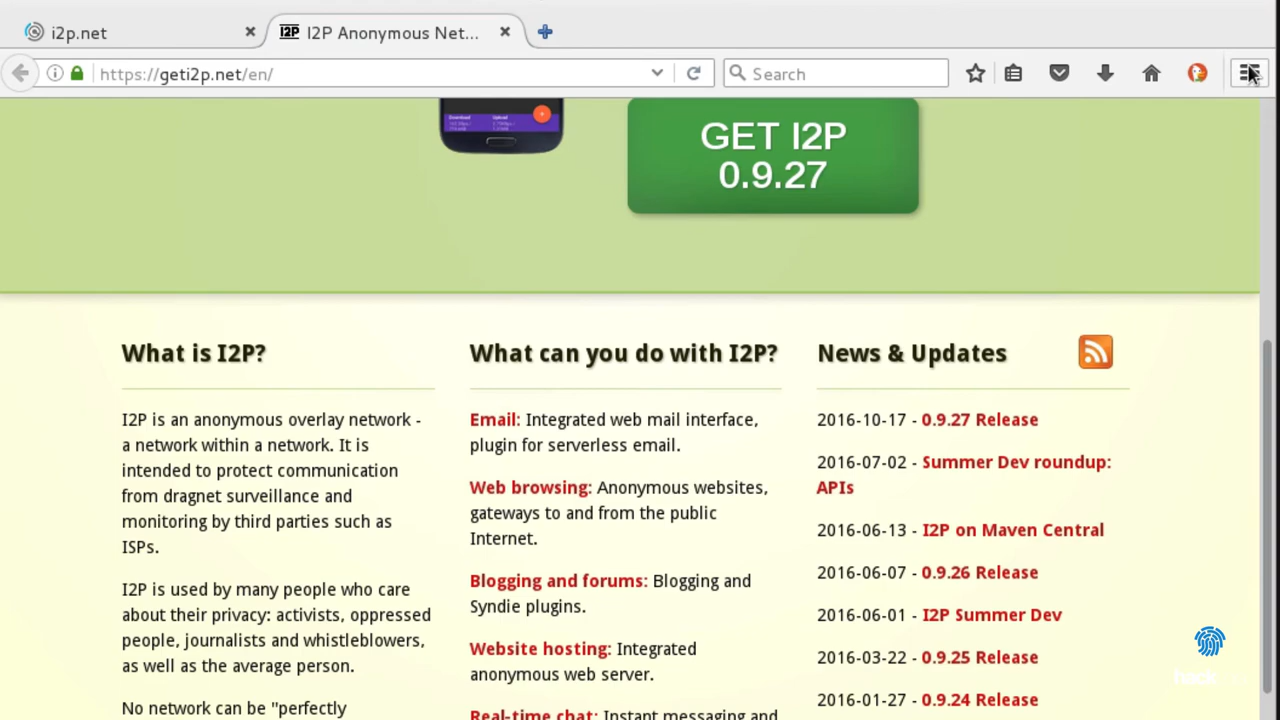 i2p.net
I2P I2P Anonymous Net...
https://geti2p.net/en/
Search
GET I2P
0.9.27
What is I2P?
I2P is an anonymous overlay network -
a network within a network. It is
intended to protect communication
from dragnet surveillance and
monitoring by third parties such as
ISPs.
I2P is used by many people who care
about their privacy: activists, oppressed
people, journalists and whistleblowers,
as well as the average person.
No network can be "perfectly
What can you do with I2P?
Email: Integrated web mail interface,
plugin for serverless email.
Web browsing: Anonymous websites,
gateways to and from the public
Internet.
Blogging and forums: Blogging and
Syndie plugins.
Website hosting: Integrated
anonymous web server.
Real-time chat: Instant messaging and
News & Updates
2016-10-17 - 0.9.27 Release
2016-07-02 - Summer Dev roundup:
APIs
2016-06-13 - I2P on Maven Central
2016-06-07 - 0.9.26 Release
2016-06-01 - I2P Summer Dev
2016-03-22 - 0.9.25 Release
2016-01-27 - 0.9.24 Release